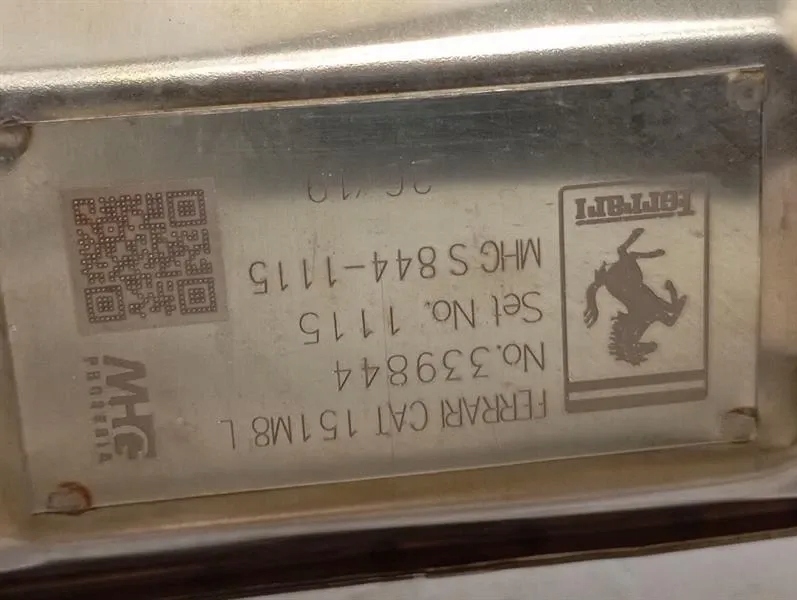 FERRARI CAT 151M8 L
No.339844
Set No. 1115
MHG S 844-1115
Ferrari
MHG